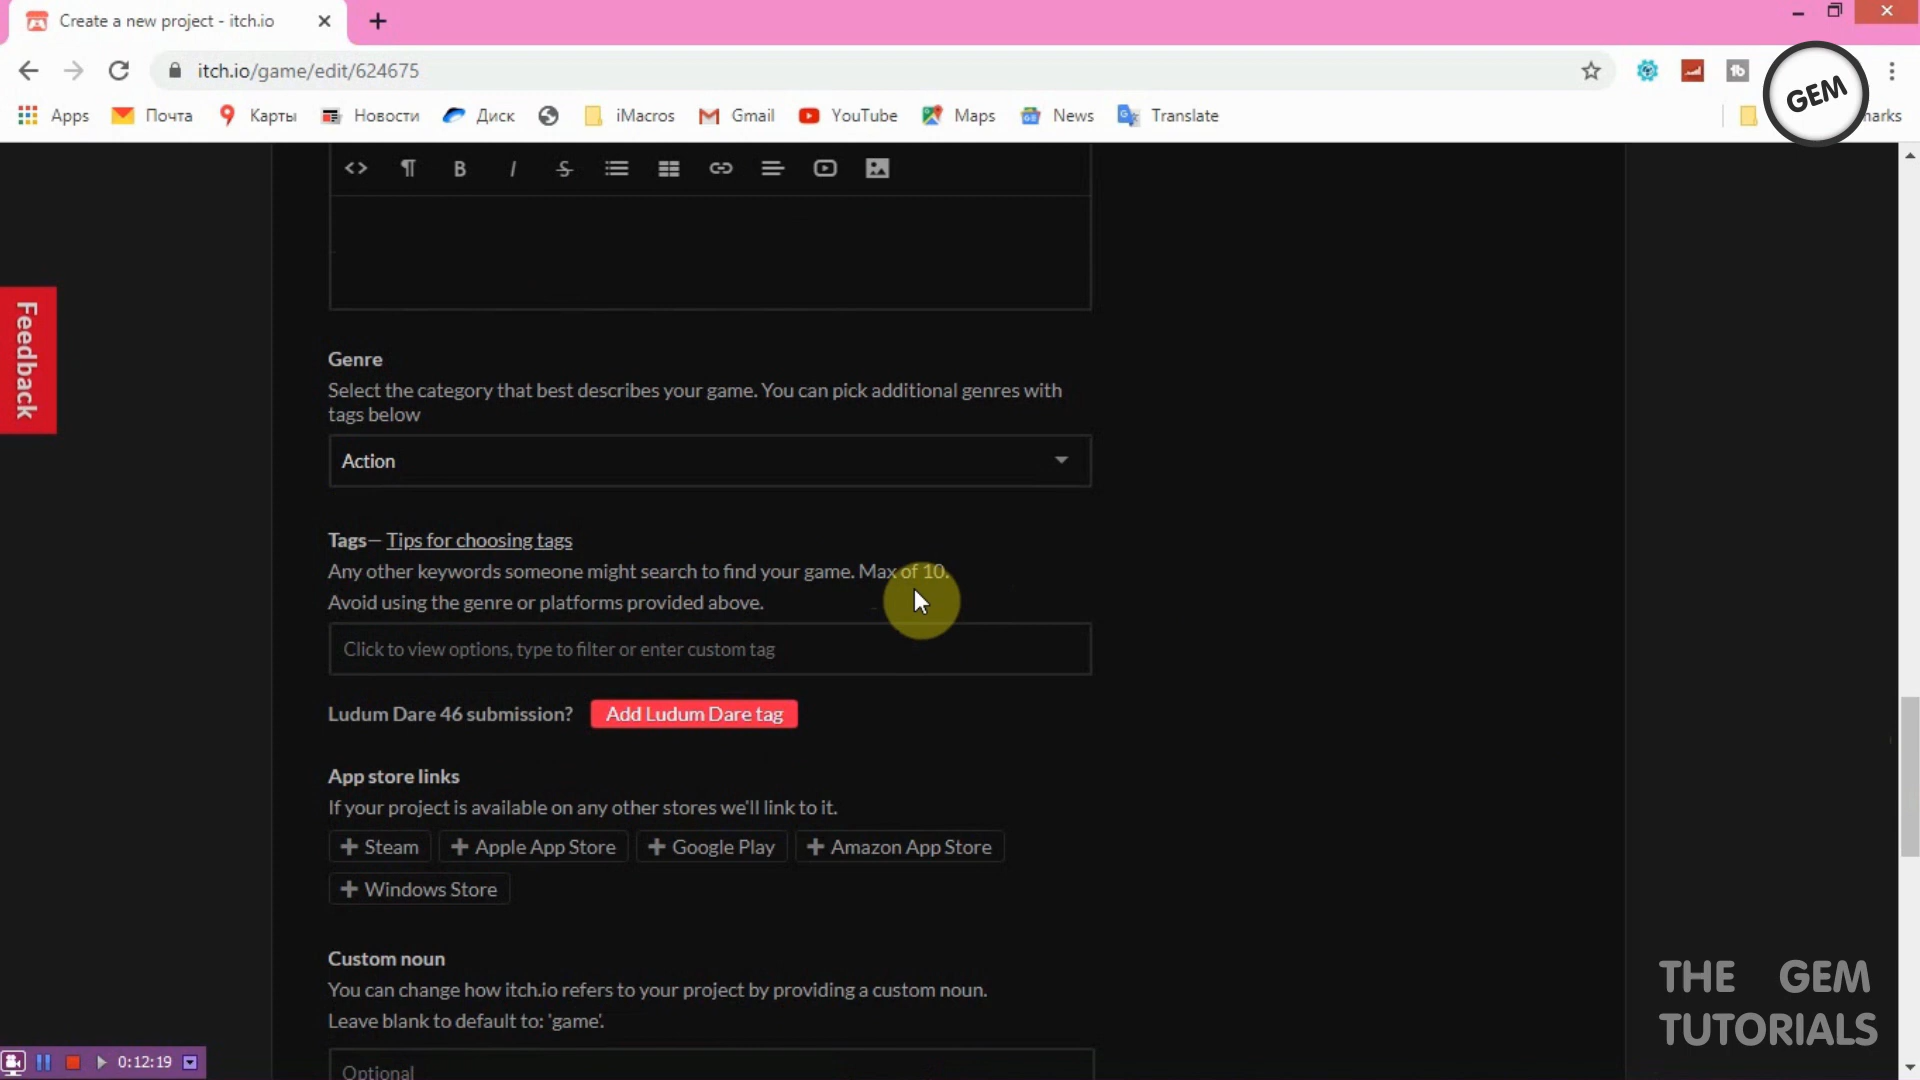 Create a new project - itch.io
itch.io/game/edit/624675
GEM
Apps Почта Карты Новости Диск iMacros Gmail YouTube Maps News Translate marks
Feedback
Genre
Select the category that best describes your game. You can pick additional genres with
tags below
Action
Tags— Tips for choosing tags
Any other keywords someone might search to find your game. Max of 10.
Avoid using the genre or platforms provided above.
Click to view options, type to filter or enter custom tag
Ludum Dare 46 submission? Add Ludum Dare tag
App store links
If your project is available on any other stores we'll link to it.
+ Steam + Apple App Store + Google Play + Amazon App Store
+ Windows Store
Custom noun
You can change how itch.io refers to your project by providing a custom noun.
Leave blank to default to: 'game'.
Optional
THE GEM
TUTORIALS
0:12:19